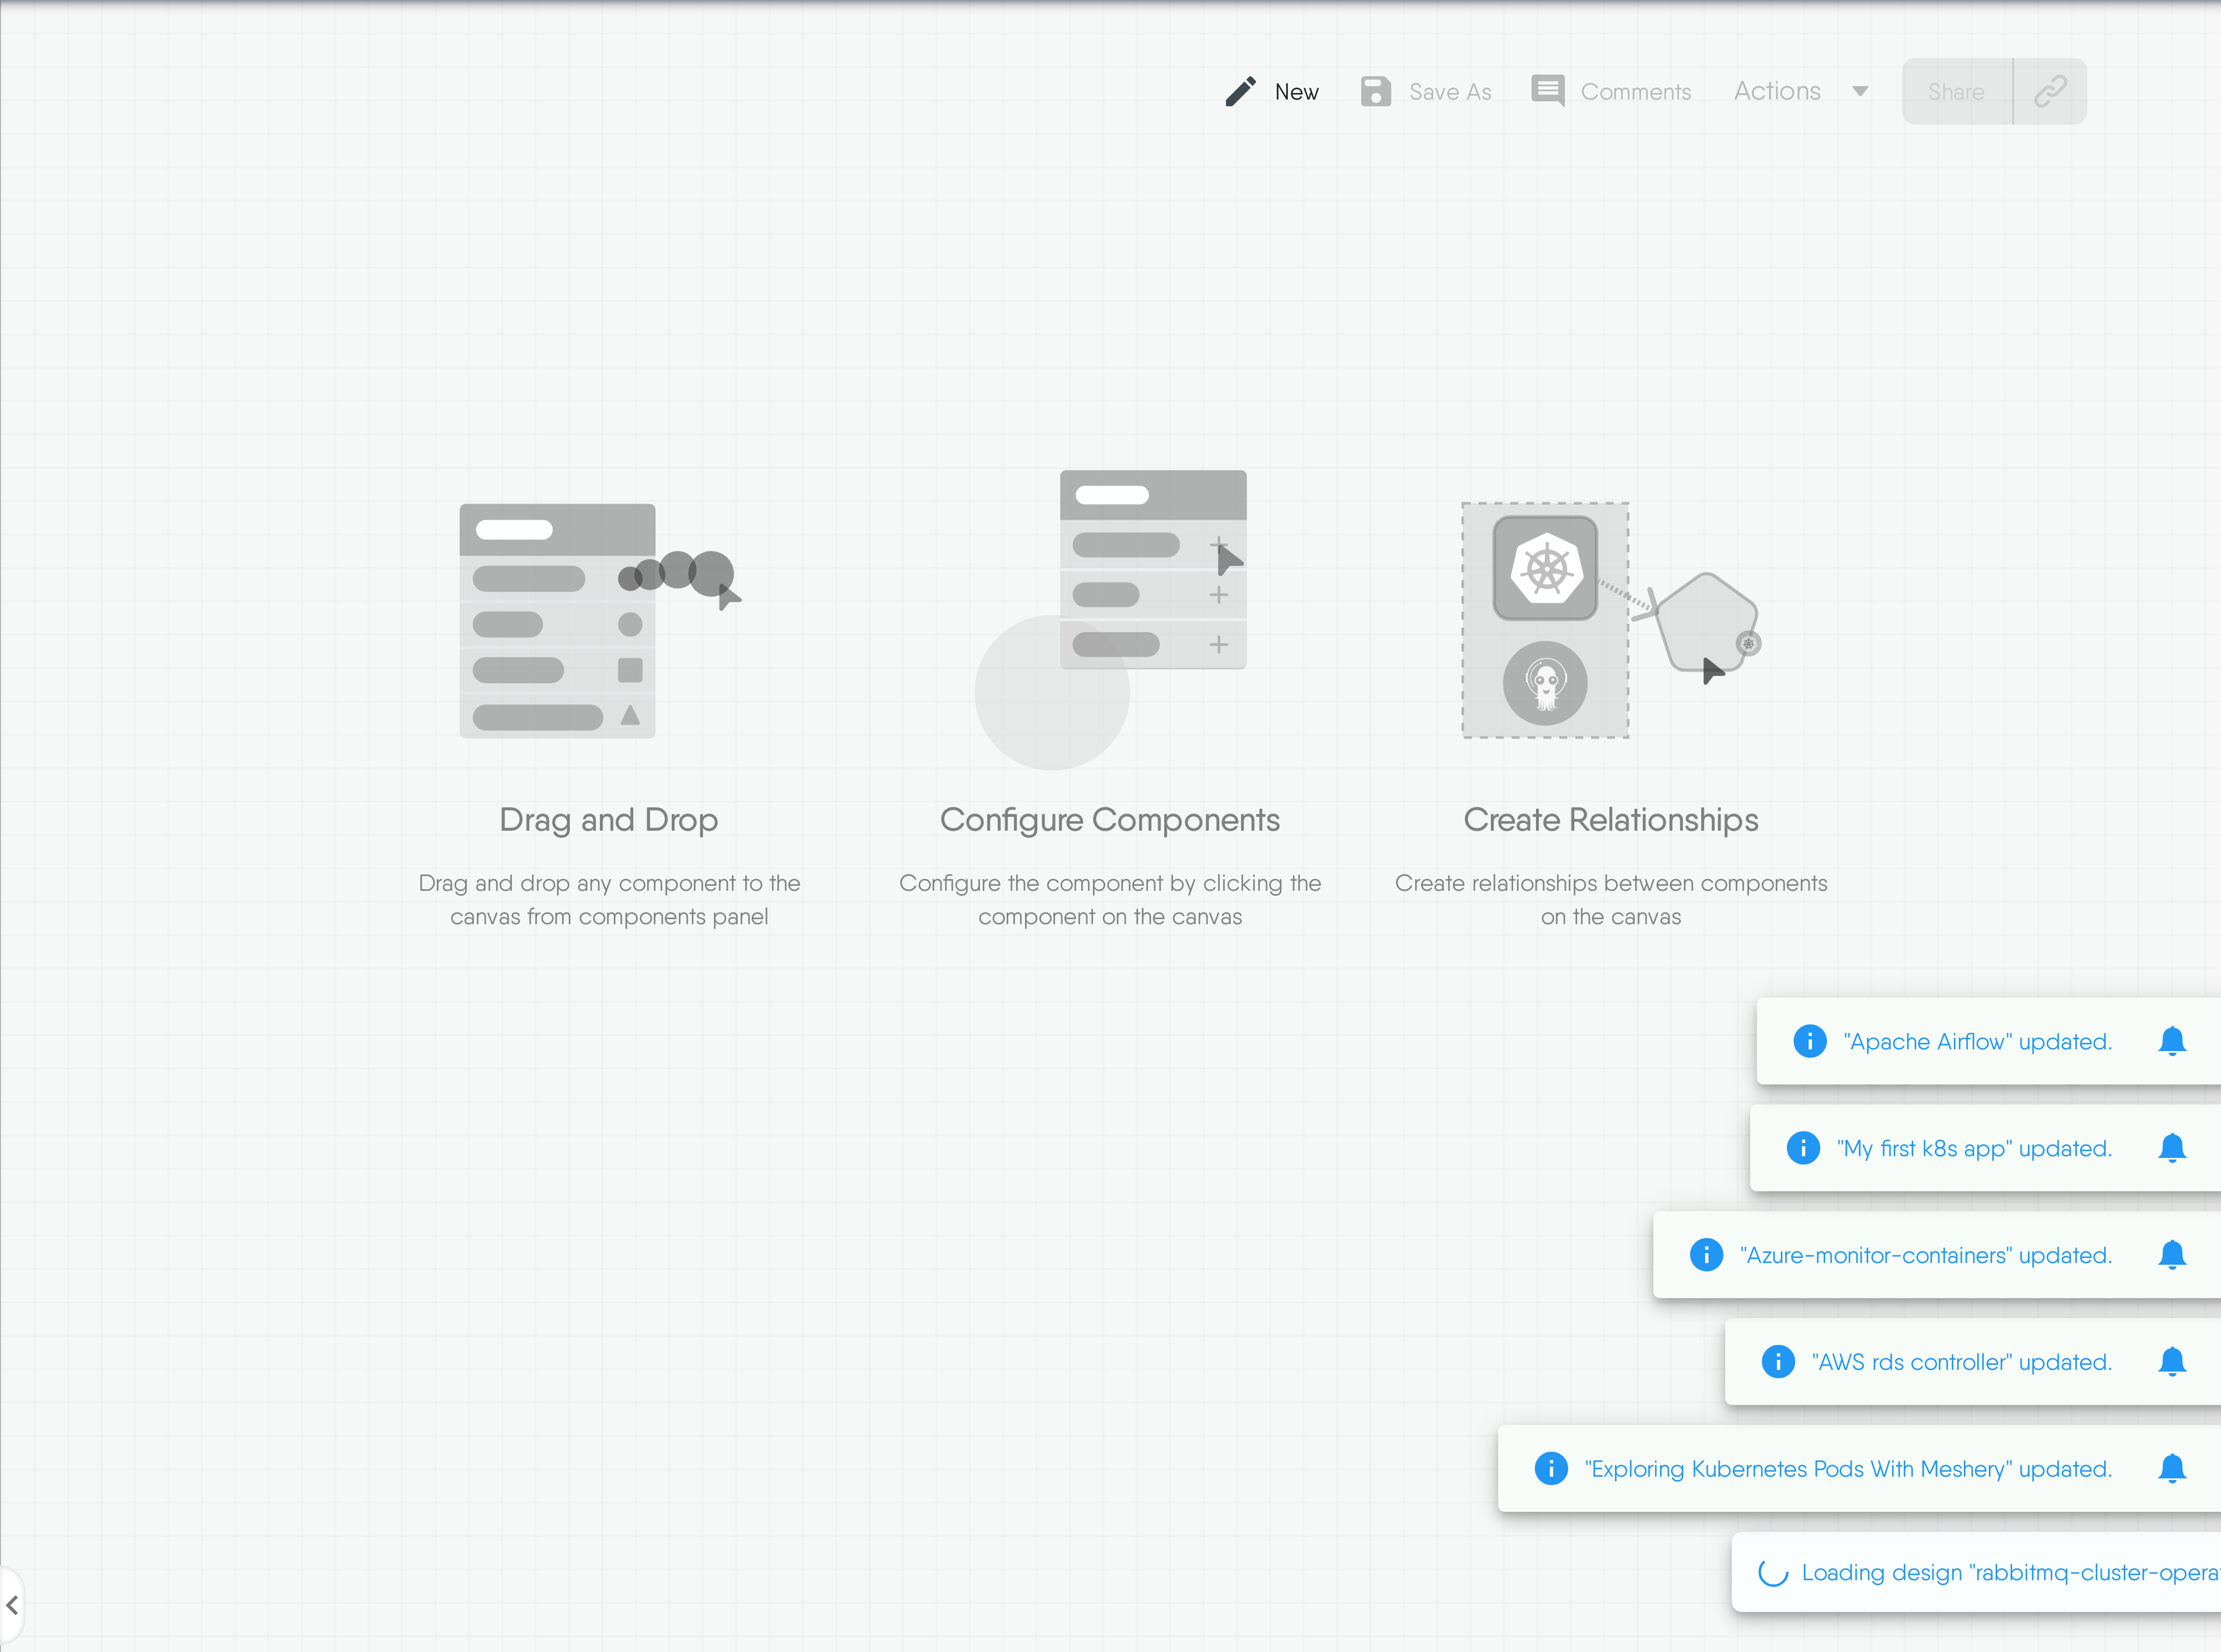 New
Save As
Comments
Actions
Share
Drag and Drop
Drag and drop any component to the
canvas from components panel
Configure Components
Configure the component by clicking the
component on the canvas
Create Relationships
Create relationships between components
on the canvas
"Apache Airflow" updated.
"My first k8s app" updated.
"Azure-monitor-containers" updated.
"AWS rds controller" updated.
"Exploring Kubernetes Pods With Meshery" updated.
Loading design "rabbitmq-cluster-opera